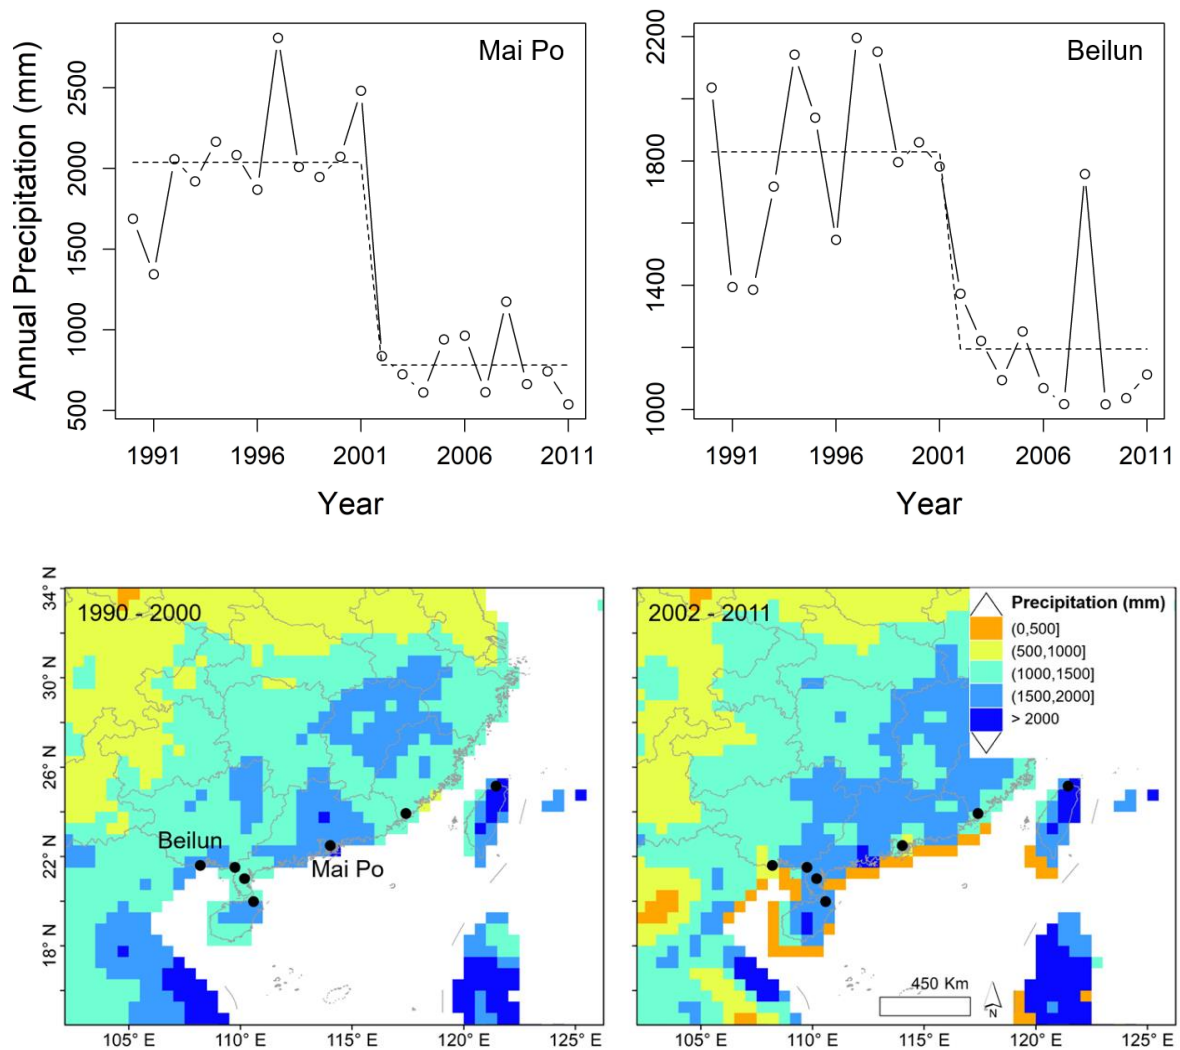 Mai Po
Annual Precipitation (mm)
2500
2000
1500
1000
500
1991
1996
2001
2006
2011
Year
Beilun
2200
1800
1400
1000
1991
1996
2001
2006
2011
Year
1990 - 2000
34° N
30° N
26° N
22° N
18° N
Beilun
Mai Po
105° E
110° E
115° E
120° E
125° E
2002 - 2011
Precipitation (mm)
(0,500]
(500,1000]
(1000,1500]
(1500,2000]
> 2000
450 Km
N
105° E
110° E
115° E
120° E
125° E